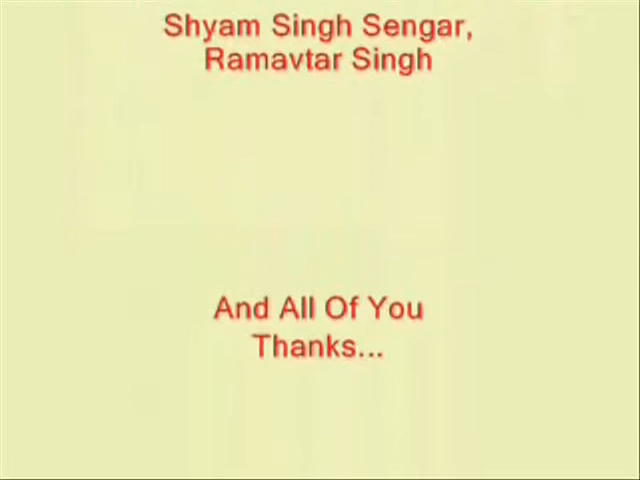 Shyam Singh Sengar,
Ramavtar Singh
And All Of You
Thanks...